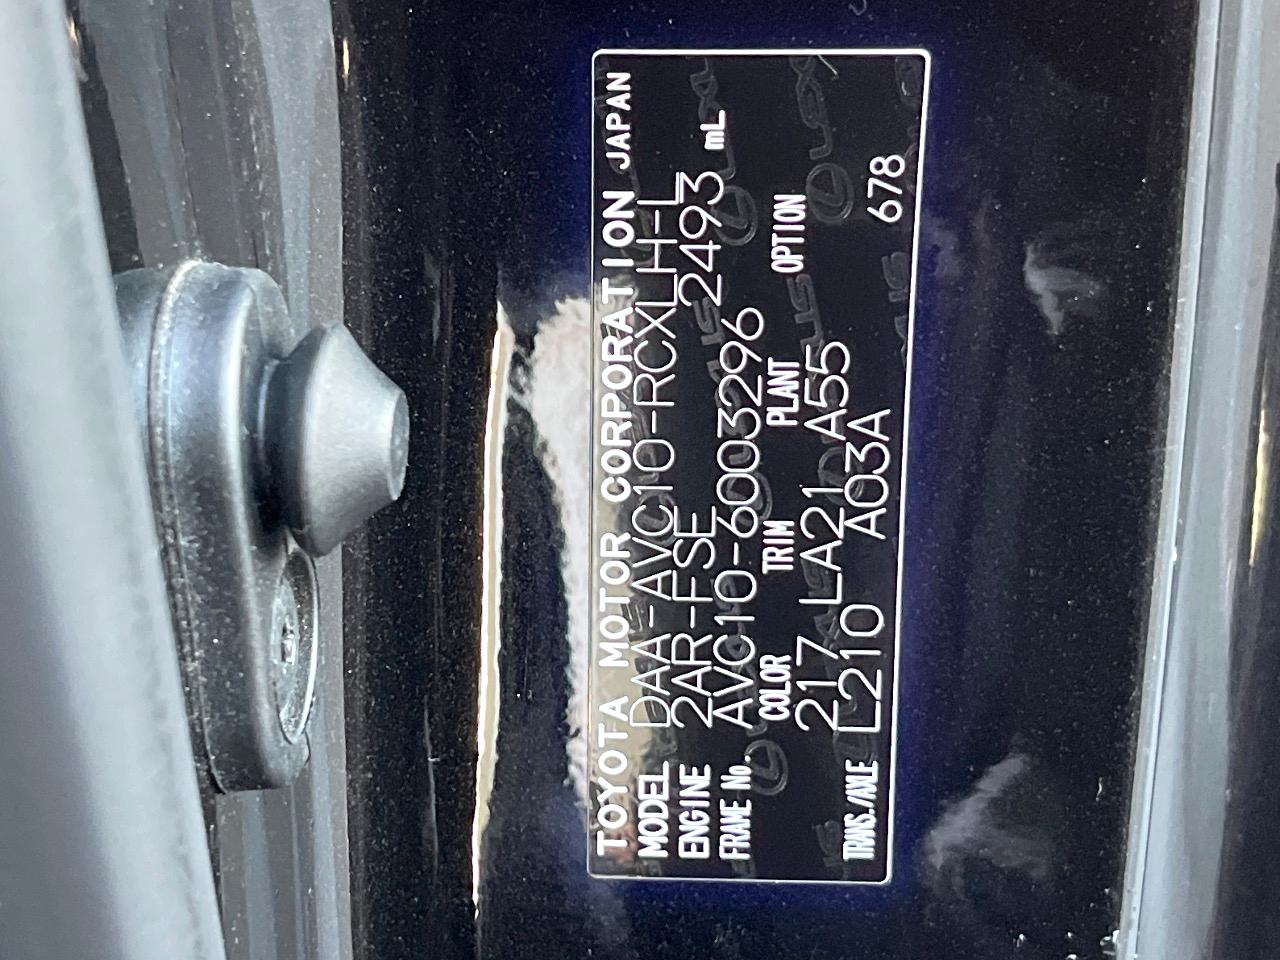 TOYOTA MOTOR CORPORATION JAPAN
MODEL DAA-AVC10-RCXLH-L
ENGINE 2AR-FSE 2493 mL
FRAME No. AVC10-6003296
COLOR TRIM PLANT OPTION
217 LA21 A55
TRANS./AXLE L210 A03A 678